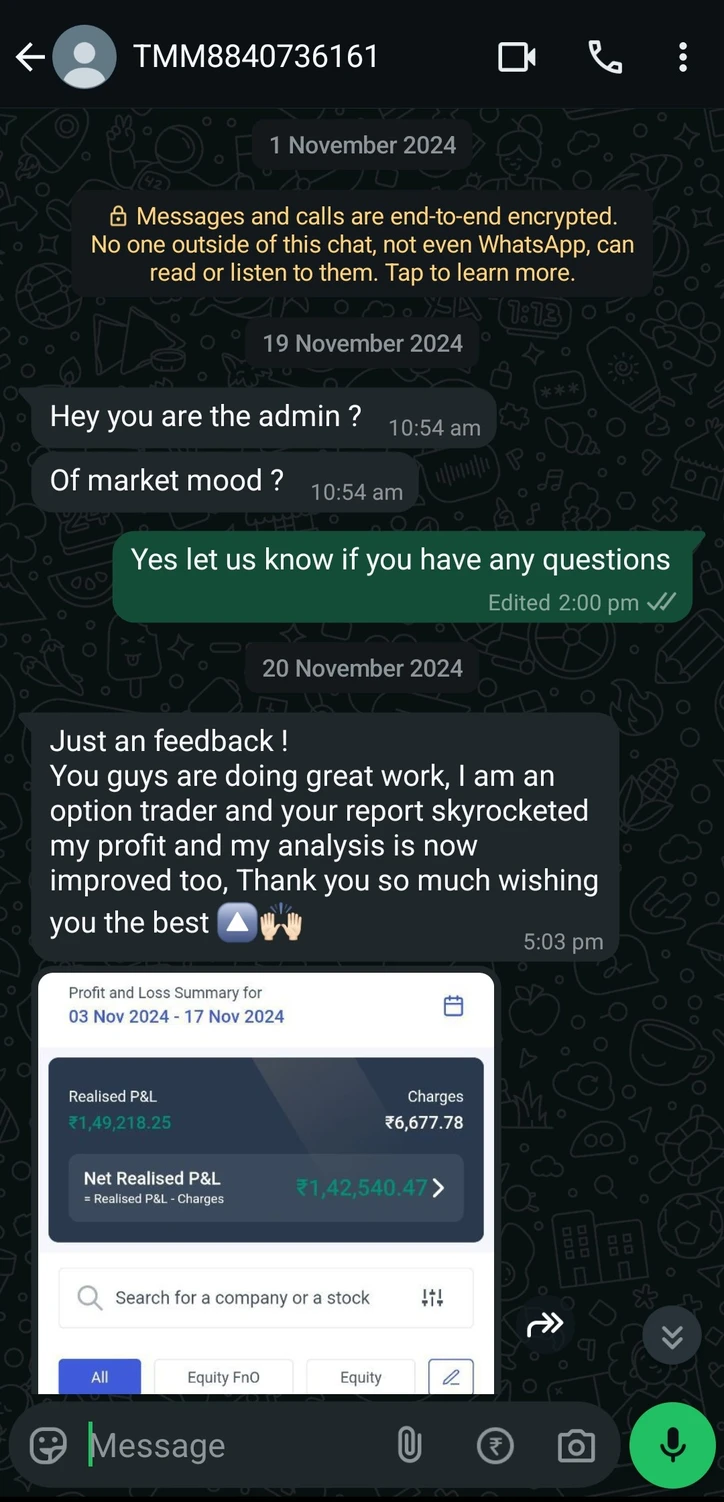 TMM8840736161
1 November 2024
Messages and calls are end-to-end encrypted.
No one outside of this chat, not even WhatsApp, can
read or listen to them. Tap to learn more.
19 November 2024
Hey you are the admin ?
10:54 am
Of market mood ?
10:54 am
Yes let us know if you have any questions
Edited 2:00 pm
20 November 2024
Just an feedback !
You guys are doing great work, I am an
option trader and your report skyrocketed
my profit and my analysis is now
improved too, Thank you so much wishing
you the best 🔼🙌🏻
5:03 pm
Profit and Loss Summary for
03 Nov 2024 - 17 Nov 2024
Realised P&L
Charges
₹1,49,218.25
₹6,677.78
Net Realised P&L
= Realised P&L - Charges
₹1,42,540.47
Search for a company or a stock
All
Equity FnO
Equity
Message